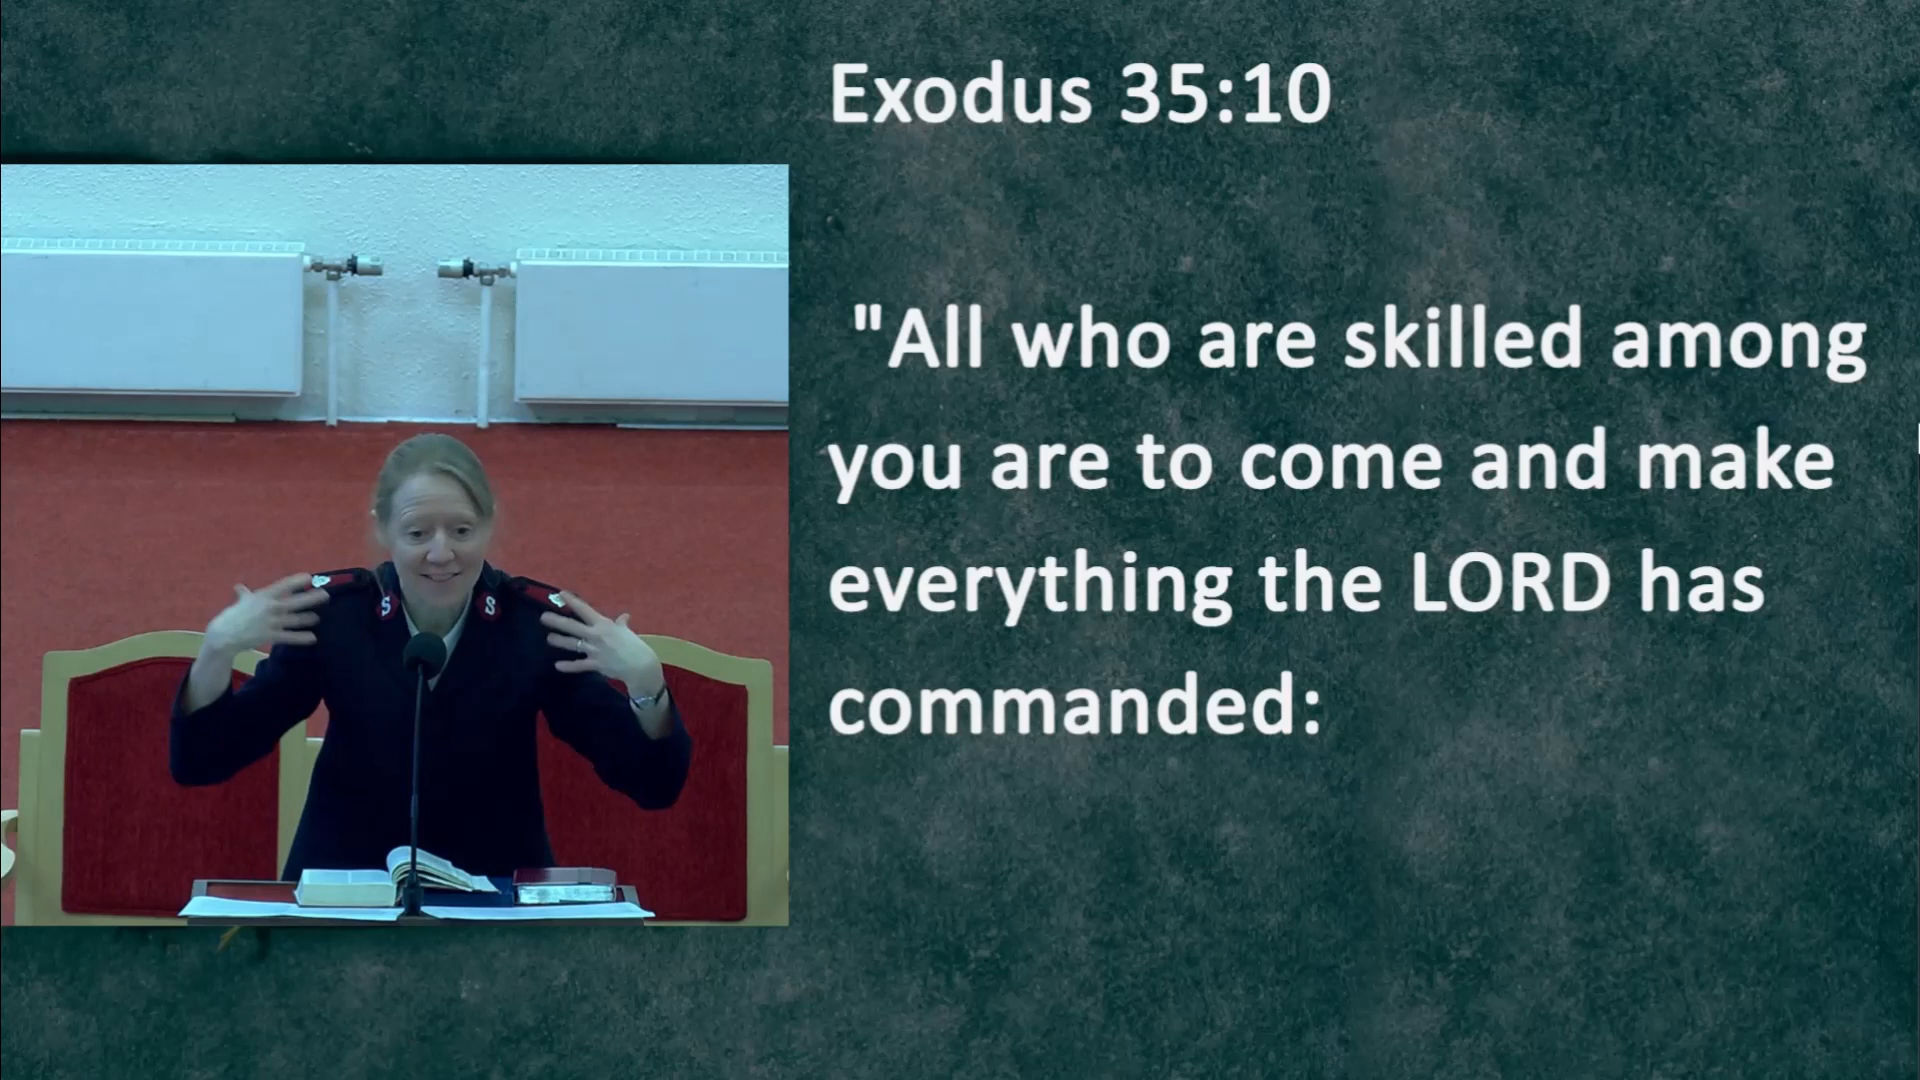 Exodus 35:10
"All who are skilled among
you are to come and make
everything the LORD has
commanded:
S S